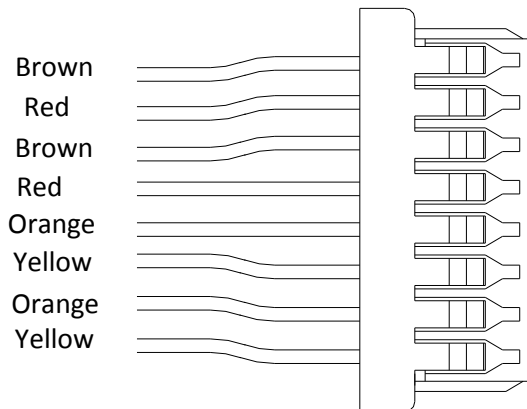 Brown
Red
Brown
Red
Orange
Yellow
Orange
Yellow